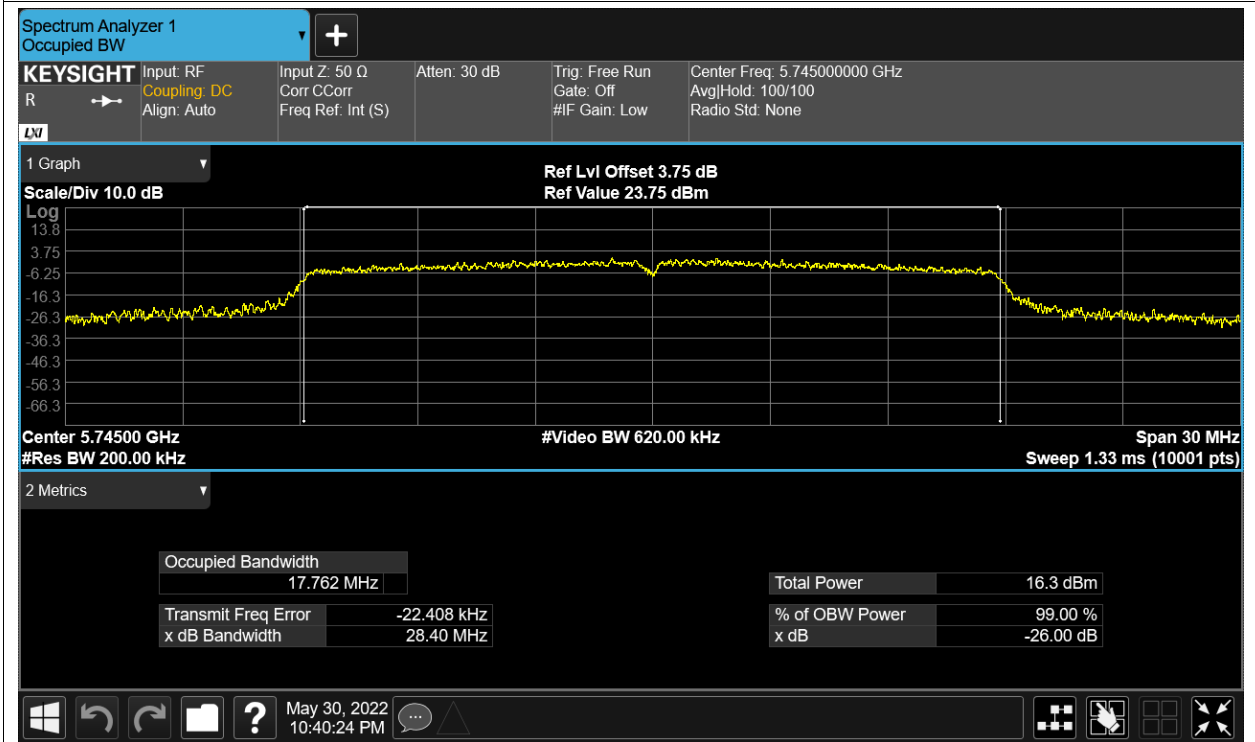 Spectrum Analyzer 1
Occupied BW
KEYSIGHT
R
LXI
Input: RF
Coupling: DC
Align: Auto
Input Z: 50 Ω
Corr CCorr
Freq Ref: Int (S)
Atten: 30 dB
Trig: Free Run
Gate: Off
#IF Gain: Low
Center Freq: 5.745000000 GHz
Avg|Hold: 100/100
Radio Std: None
1 Graph
Scale/Div 10.0 dB
Ref Lvl Offset 3.75 dB
Ref Value 23.75 dBm
Log
13.8
3.75
-6.25
-16.3
-26.3
-36.3
-46.3
-56.3
-66.3
Center 5.74500 GHz
#Video BW 620.00 kHz
Span 30 MHz
#Res BW 200.00 kHz
Sweep 1.33 ms (10001 pts)
2 Metrics
Occupied Bandwidth
17.762 MHz
Transmit Freq Error -22.408 kHz
x dB Bandwidth 28.40 MHz
Total Power 16.3 dBm
% of OBW Power 99.00 %
x dB -26.00 dB
?
May 30, 2022
10:40:24 PM